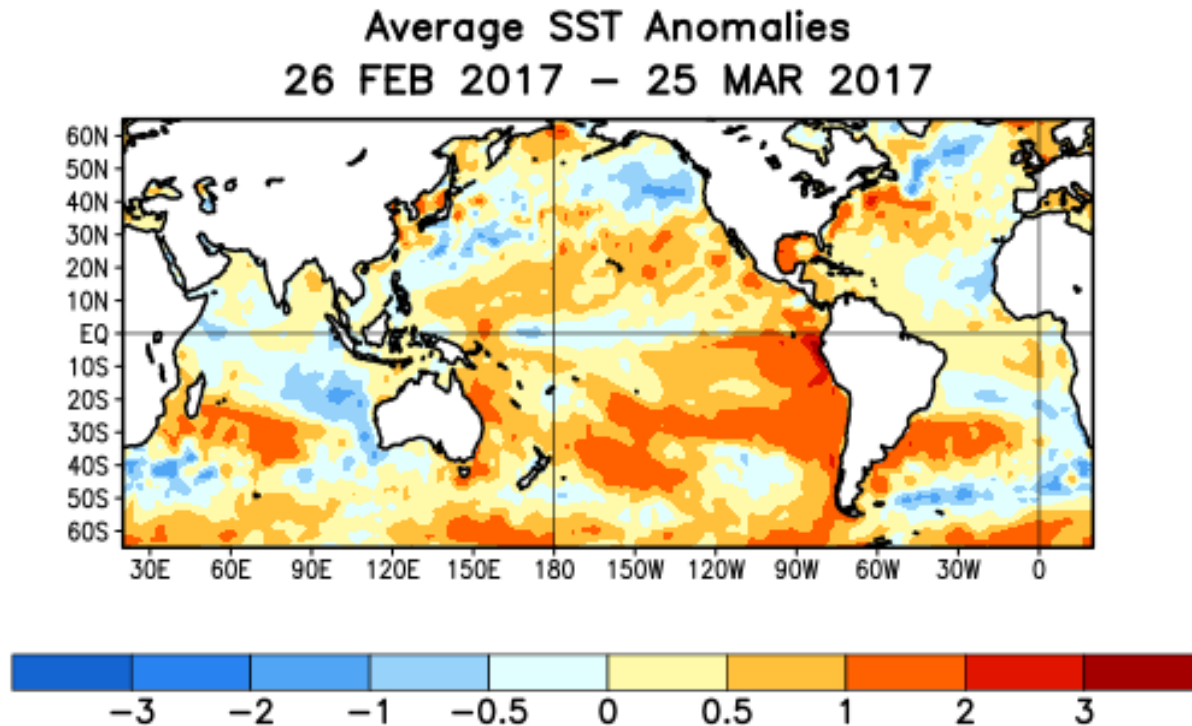 Average SST Anomalies
26 FEB 2017 – 25 MAR 2017
60N
50N
40N
30N
20N
10N
EQ
10S
20S
30S
40S
50S
60S
30E 60E 90E 120E 150E 180 150W 120W 90W 60W 30W 0
-3 -2 -1 -0.5 0 0.5 1 2 3